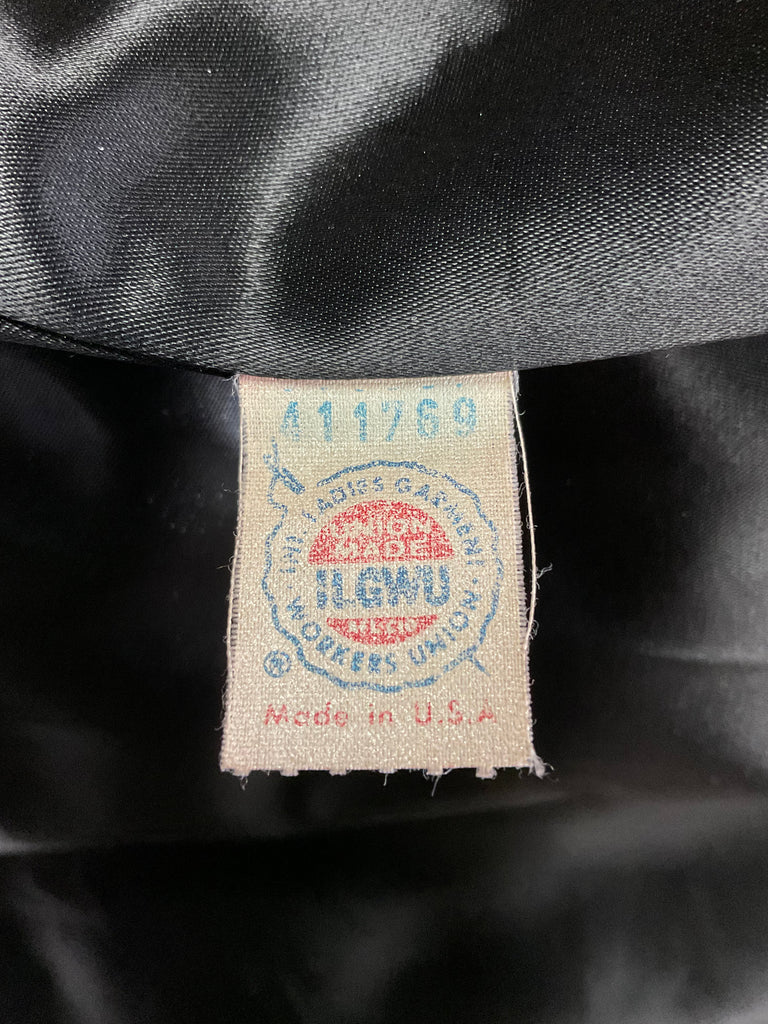 411769
INT. LADIES GARMENT
UNION
MADE
ILGWU
WORKERS UNION
®
Made in U.S.A